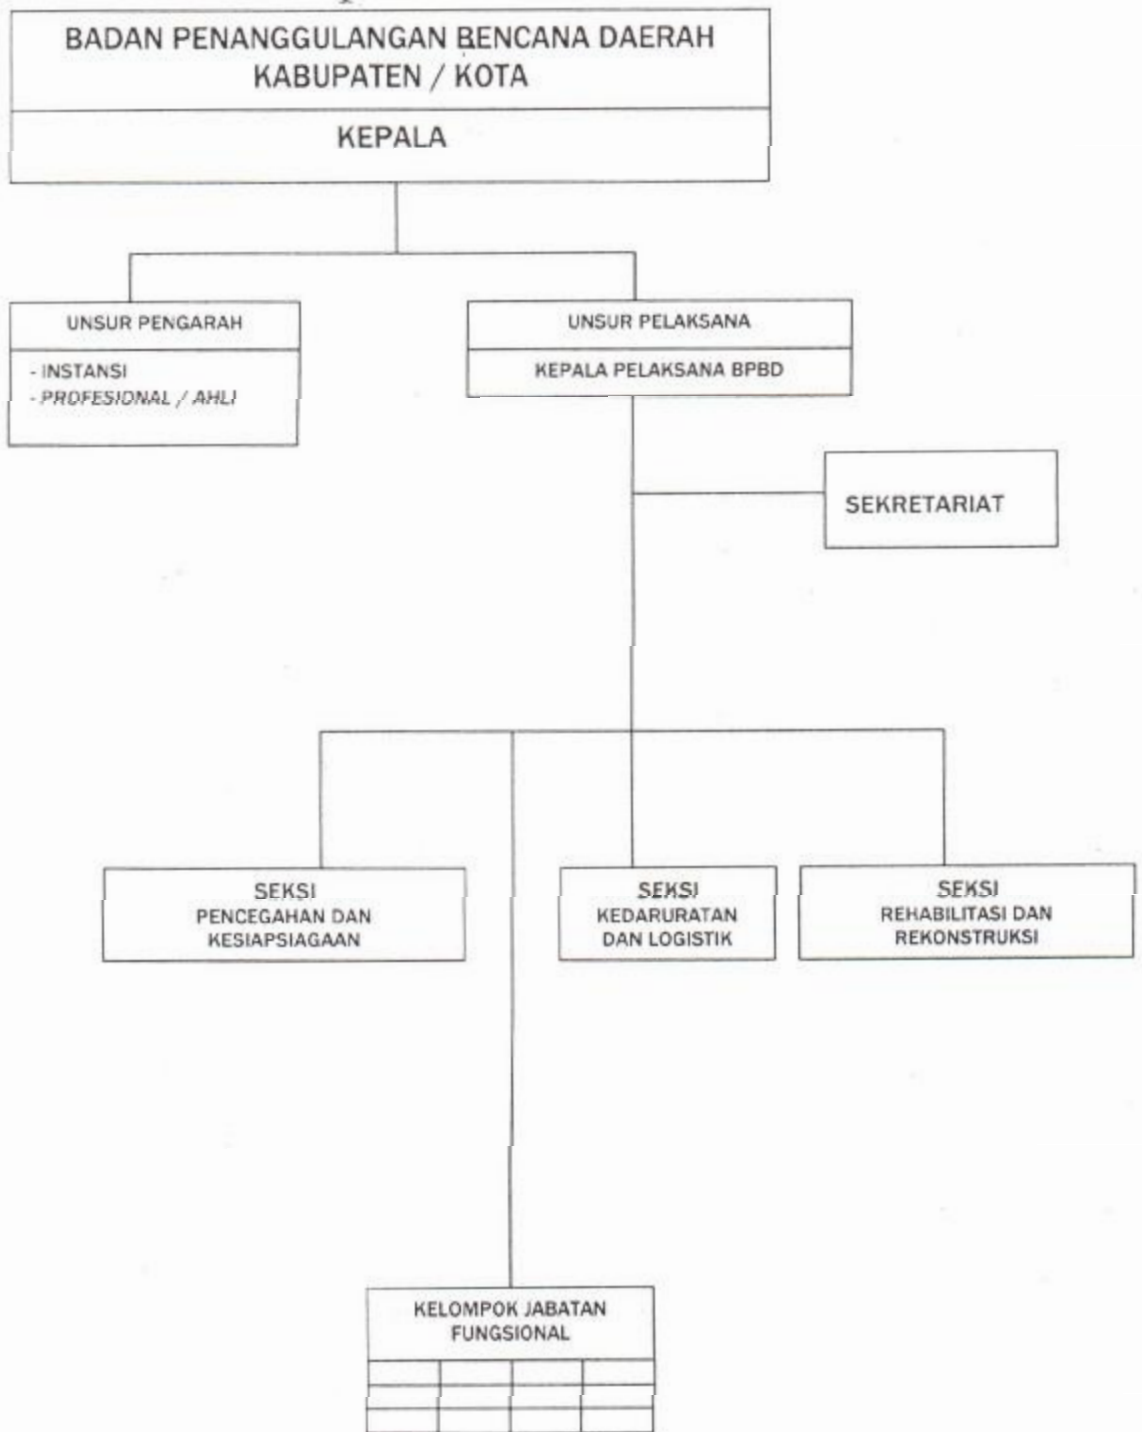 BADAN PENANGGULANGAN BENCANA DAERAH
KABUPATEN / KOTA
KEPALA
UNSUR PENGARAH
- INSTANSI
- PROFESIONAL / AHLI
UNSUR PELAKSANA
KEPALA PELAKSANA BPBD
SEKRETARIAT
SEKSI
PENCEGAHAN DAN
KESIAPSIAGAAN
SEKSI
KEDARURATAN
DAN LOGISTIK
SEKSI
REHABILITASI DAN
REKONSTRUKSI
KELOMPOK JABATAN
FUNGSIONAL